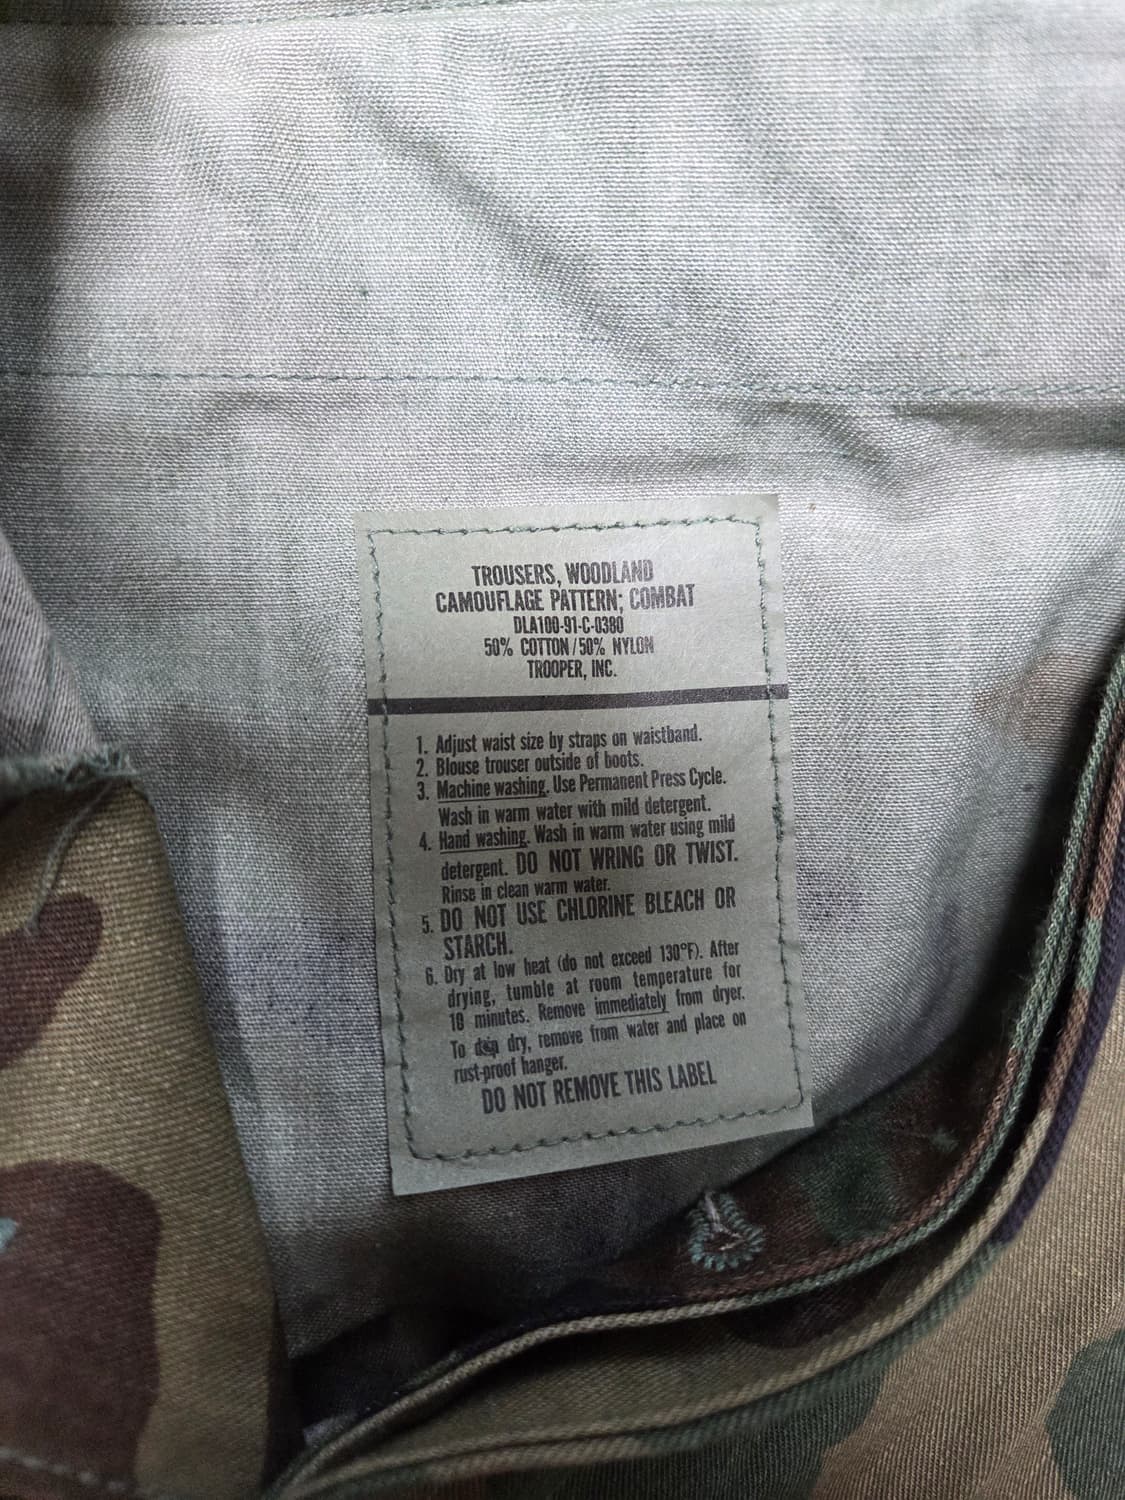 TROUSERS, WOODLAND
CAMOUFLAGE PATTERN; COMBAT
DLA100-91-C-0380
50% COTTON/50% NYLON
TROOPER, INC.
1. Adjust waist size by straps on waistband.
2. Blouse trouser outside of boots.
3. Machine washing. Use Permanent Press Cycle.
Wash in warm water with mild detergent.
4. Hand washing. Wash in warm water using mild
detergent. DO NOT WRING OR TWIST.
Rinse in clean warm water.
5. DO NOT USE CHLORINE BLEACH OR
STARCH.
6. Dry at low heat (do not exceed 130°F). After
drying, tumble at room temperature for
10 minutes. Remove immediately from dryer.
To drip dry, remove from water and place on
rust-proof hanger.
DO NOT REMOVE THIS LABEL